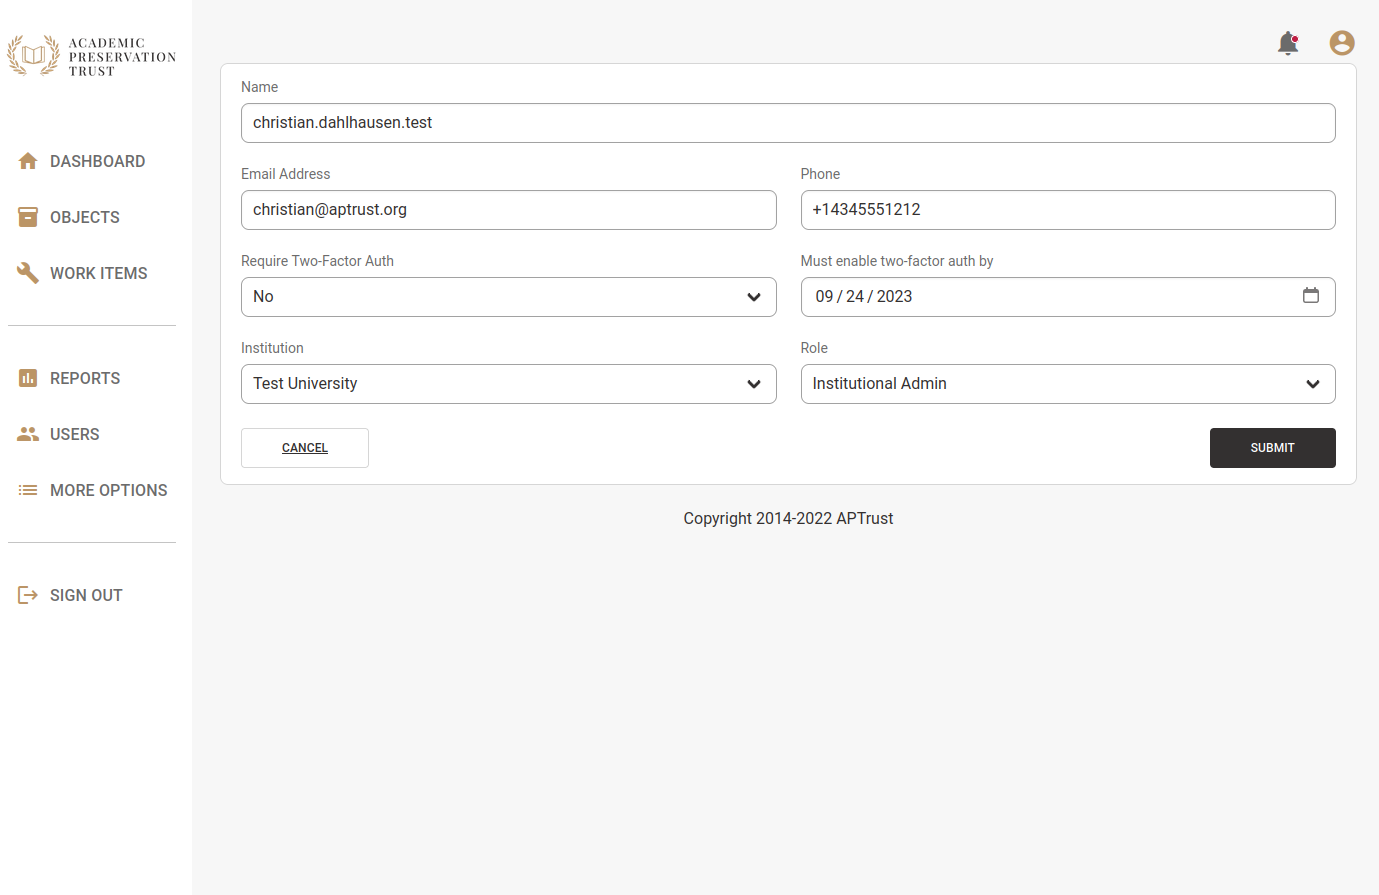 ACADEMIC
PRESERVATION
TRUST
DASHBOARD
OBJECTS
WORK ITEMS
REPORTS
USERS
MORE OPTIONS
SIGN OUT
Name
christian.dahlhausen.test
Email Address
Phone
christian@aptrust.org
+14345551212
Require Two-Factor Auth
Must enable two-factor auth by
No
09 / 24 / 2023
Institution
Role
Test University
Institutional Admin
CANCEL
SUBMIT
Copyright 2014-2022 APTrust